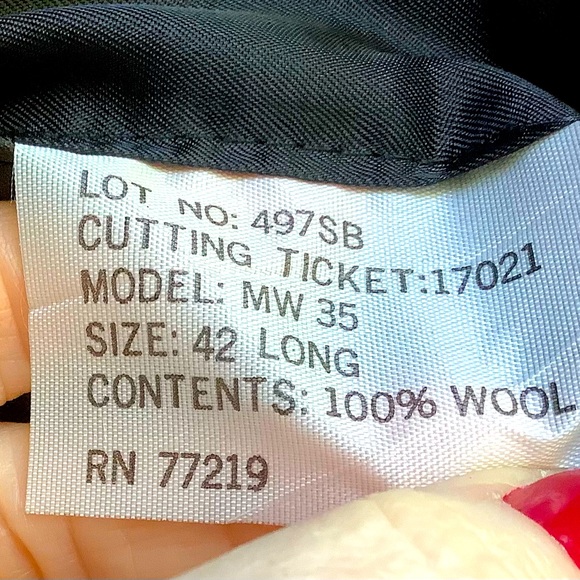 LOT NO: 497SB
CUTTING TICKET:17021
MODEL: MW 35
SIZE: 42 LONG
CONTENTS: 100% WOOL
RN 77219